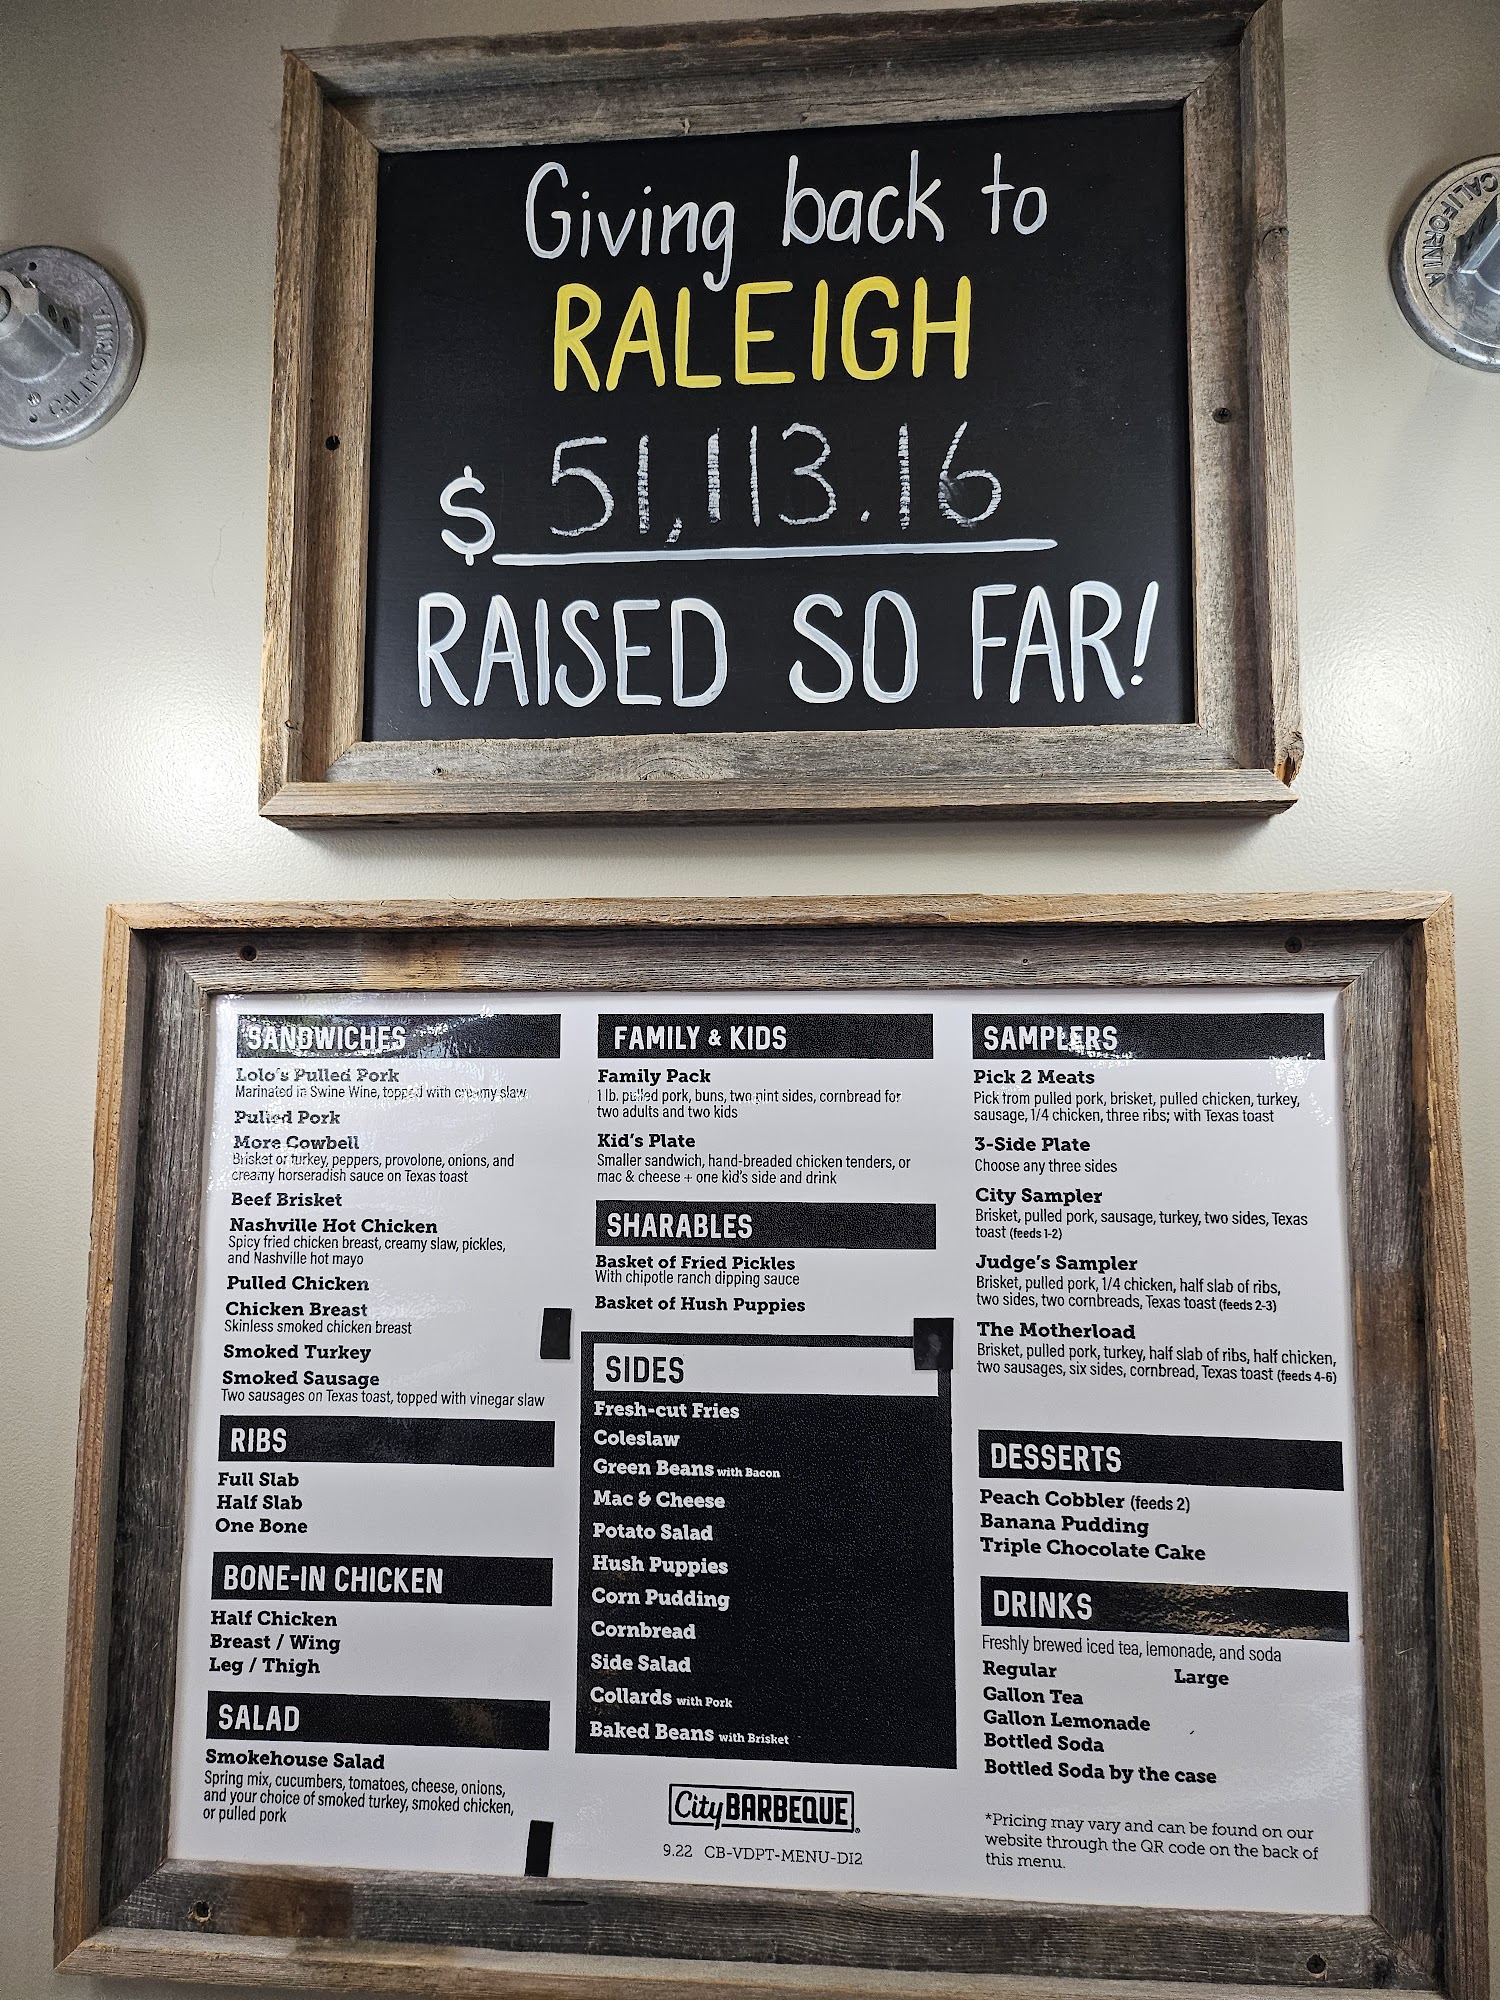 Giving back to
RALEIGH
$ 51,113.16
RAISED SO FAR!
CALIFORNIA
CALIFORNIA
SANDWICHES
Lolo's Pulled Pork
Marinated in Swine Wine, topped with creamy slaw
Pulled Pork
More Cowbell
Brisket or turkey, peppers, provolone, onions, and
creamy horseradish sauce on Texas toast
Beef Brisket
Nashville Hot Chicken
Spicy fried chicken breast, creamy slaw, pickles,
and Nashville hot mayo
Pulled Chicken
Chicken Breast
Skinless smoked chicken breast
Smoked Turkey
Smoked Sausage
Two sausages on Texas toast, topped with vinegar slaw
RIBS
Full Slab
Half Slab
One Bone
BONE-IN CHICKEN
Half Chicken
Breast / Wing
Leg / Thigh
SALAD
Smokehouse Salad
Spring mix, cucumbers, tomatoes, cheese, onions,
and your choice of smoked turkey, smoked chicken,
or pulled pork
FAMILY & KIDS
Family Pack
1 lb. pulled pork, buns, two pint sides, cornbread for
two adults and two kids
Kid's Plate
Smaller sandwich, hand-breaded chicken tenders, or
mac & cheese + one kid's side and drink
SHARABLES
Basket of Fried Pickles
With chipotle ranch dipping sauce
Basket of Hush Puppies
SIDES
Fresh-cut Fries
Coleslaw
Green Beans with Bacon
Mac & Cheese
Potato Salad
Hush Puppies
Corn Pudding
Cornbread
Side Salad
Collards with Pork
Baked Beans with Brisket
City BARBEQUE
9.22 CB-VDPT-MENU-DI2
SAMPLERS
Pick 2 Meats
Pick from pulled pork, brisket, pulled chicken, turkey,
sausage, 1/4 chicken, three ribs; with Texas toast
3-Side Plate
Choose any three sides
City Sampler
Brisket, pulled pork, sausage, turkey, two sides, Texas
toast (feeds 1-2)
Judge's Sampler
Brisket, pulled pork, 1/4 chicken, half slab of ribs,
two sides, two cornbreads, Texas toast (feeds 2-3)
The Motherload
Brisket, pulled pork, turkey, half slab of ribs, half chicken,
two sausages, six sides, cornbread, Texas toast (feeds 4-6)
DESSERTS
Peach Cobbler (feeds 2)
Banana Pudding
Triple Chocolate Cake
DRINKS
Freshly brewed iced tea, lemonade, and soda
Regular Large
Gallon Tea
Gallon Lemonade
Bottled Soda
Bottled Soda by the case
*Pricing may vary and can be found on our
website through the QR code on the back of
this menu.